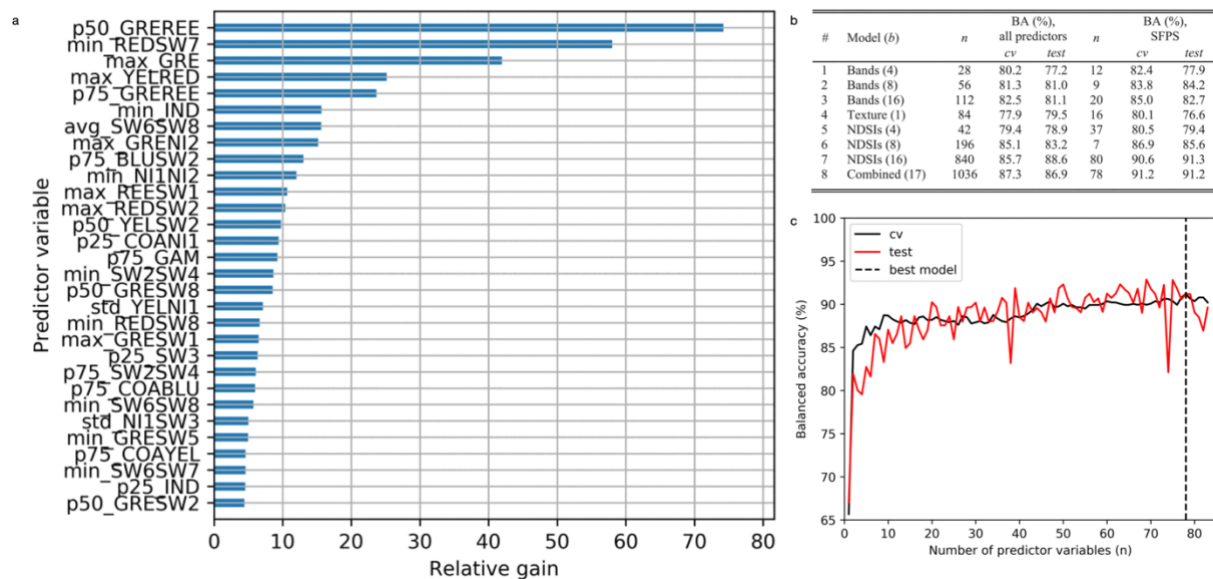 a
p50_GREREE
min_REDSW7
max_GRE
max_YELRED
p75_GREREE
min_IND
avg_SW6SW8
max_GRENI2
p75_BLUSW2
min_NI1NI2
max_REESW1
max_REDSW2
p50_YELSW2
p25_COANI1
p75_GAM
min_SW2SW4
p50_GRESW8
std_YELNI1
min_REDSW8
max_GRESW1
p25_SW3
p75_SW2SW4
p75_COABLU
min_SW6SW8
std_NI1SW3
min_GRESW5
p75_COAYEL
min_SW6SW7
p25_IND
p50_GRESW2
Predictor variable
0 10 20 30 40 50 60 70 80
Relative gain
b
BA (%), BA (%),
# Model (b) n all predictors n SFPS
cv test cv test
1 Bands (4) 28 80.2 77.2 12 82.4 77.9
2 Bands (8) 56 81.3 81.0 9 83.8 84.2
3 Bands (16) 112 82.5 81.1 20 85.0 82.7
4 Texture (1) 84 77.9 79.5 16 80.1 76.6
5 NDSIs (4) 42 79.4 78.9 37 80.5 79.4
6 NDSIs (8) 196 85.1 83.2 7 86.9 85.6
7 NDSIs (16) 840 85.7 88.6 80 90.6 91.3
8 Combined (17) 1036 87.3 86.9 78 91.2 91.2
c
cv
test
best model
100
95
90
85
80
75
70
65
Balanced accuracy (%)
0 10 20 30 40 50 60 70 80
Number of predictor variables (n)